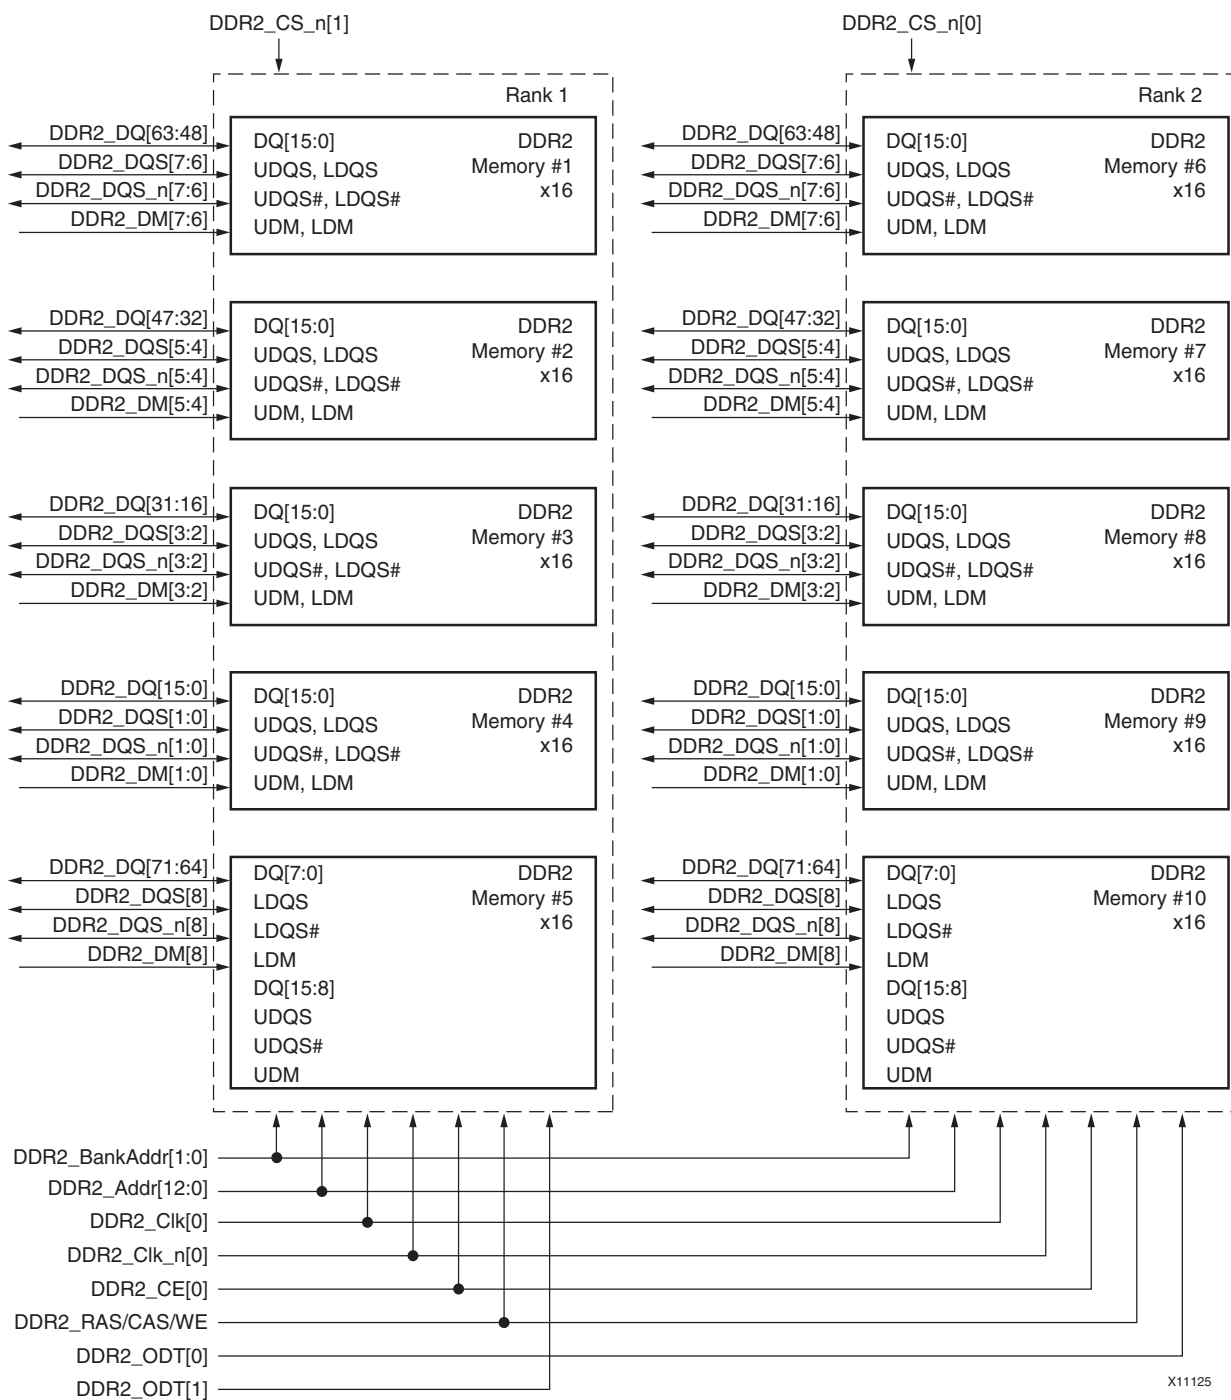 DDR2_CS_n[1]
DDR2_CS_n[0]
Rank 1
DDR2_DQ[63:48]
DDR2_DQS[7:6]
DDR2_DQS_n[7:6]
DDR2_DM[7:6]
DQ[15:0]
UDQS, LDQS
UDQS#, LDQS#
UDM, LDM
DDR2
Memory #1
x16
DDR2_DQ[47:32]
DDR2_DQS[5:4]
DDR2_DQS_n[5:4]
DDR2_DM[5:4]
DQ[15:0]
UDQS, LDQS
UDQS#, LDQS#
UDM, LDM
DDR2
Memory #2
x16
DDR2_DQ[31:16]
DDR2_DQS[3:2]
DDR2_DQS_n[3:2]
DDR2_DM[3:2]
DQ[15:0]
UDQS, LDQS
UDQS#, LDQS#
UDM, LDM
DDR2
Memory #3
x16
DDR2_DQ[15:0]
DDR2_DQS[1:0]
DDR2_DQS_n[1:0]
DDR2_DM[1:0]
DQ[15:0]
UDQS, LDQS
UDQS#, LDQS#
UDM, LDM
DDR2
Memory #4
x16
DDR2_DQ[71:64]
DDR2_DQS[8]
DDR2_DQS_n[8]
DDR2_DM[8]
DQ[7:0]
LDQS
LDQS#
LDM
DQ[15:8]
UDQS
UDQS#
UDM
DDR2
Memory #5
x16
Rank 2
DDR2_DQ[63:48]
DDR2_DQS[7:6]
DDR2_DQS_n[7:6]
DDR2_DM[7:6]
DQ[15:0]
UDQS, LDQS
UDQS#, LDQS#
UDM, LDM
DDR2
Memory #6
x16
DDR2_DQ[47:32]
DDR2_DQS[5:4]
DDR2_DQS_n[5:4]
DDR2_DM[5:4]
DQ[15:0]
UDQS, LDQS
UDQS#, LDQS#
UDM, LDM
DDR2
Memory #7
x16
DDR2_DQ[31:16]
DDR2_DQS[3:2]
DDR2_DQS_n[3:2]
DDR2_DM[3:2]
DQ[15:0]
UDQS, LDQS
UDQS#, LDQS#
UDM, LDM
DDR2
Memory #8
x16
DDR2_DQ[15:0]
DDR2_DQS[1:0]
DDR2_DQS_n[1:0]
DDR2_DM[1:0]
DQ[15:0]
UDQS, LDQS
UDQS#, LDQS#
UDM, LDM
DDR2
Memory #9
x16
DDR2_DQ[71:64]
DDR2_DQS[8]
DDR2_DQS_n[8]
DDR2_DM[8]
DQ[7:0]
LDQS
LDQS#
LDM
DQ[15:8]
UDQS
UDQS#
UDM
DDR2
Memory #10
x16
DDR2_BankAddr[1:0]
DDR2_Addr[12:0]
DDR2_Clk[0]
DDR2_Clk_n[0]
DDR2_CE[0]
DDR2_RAS/CAS/WE
DDR2_ODT[0]
DDR2_ODT[1]
X11125